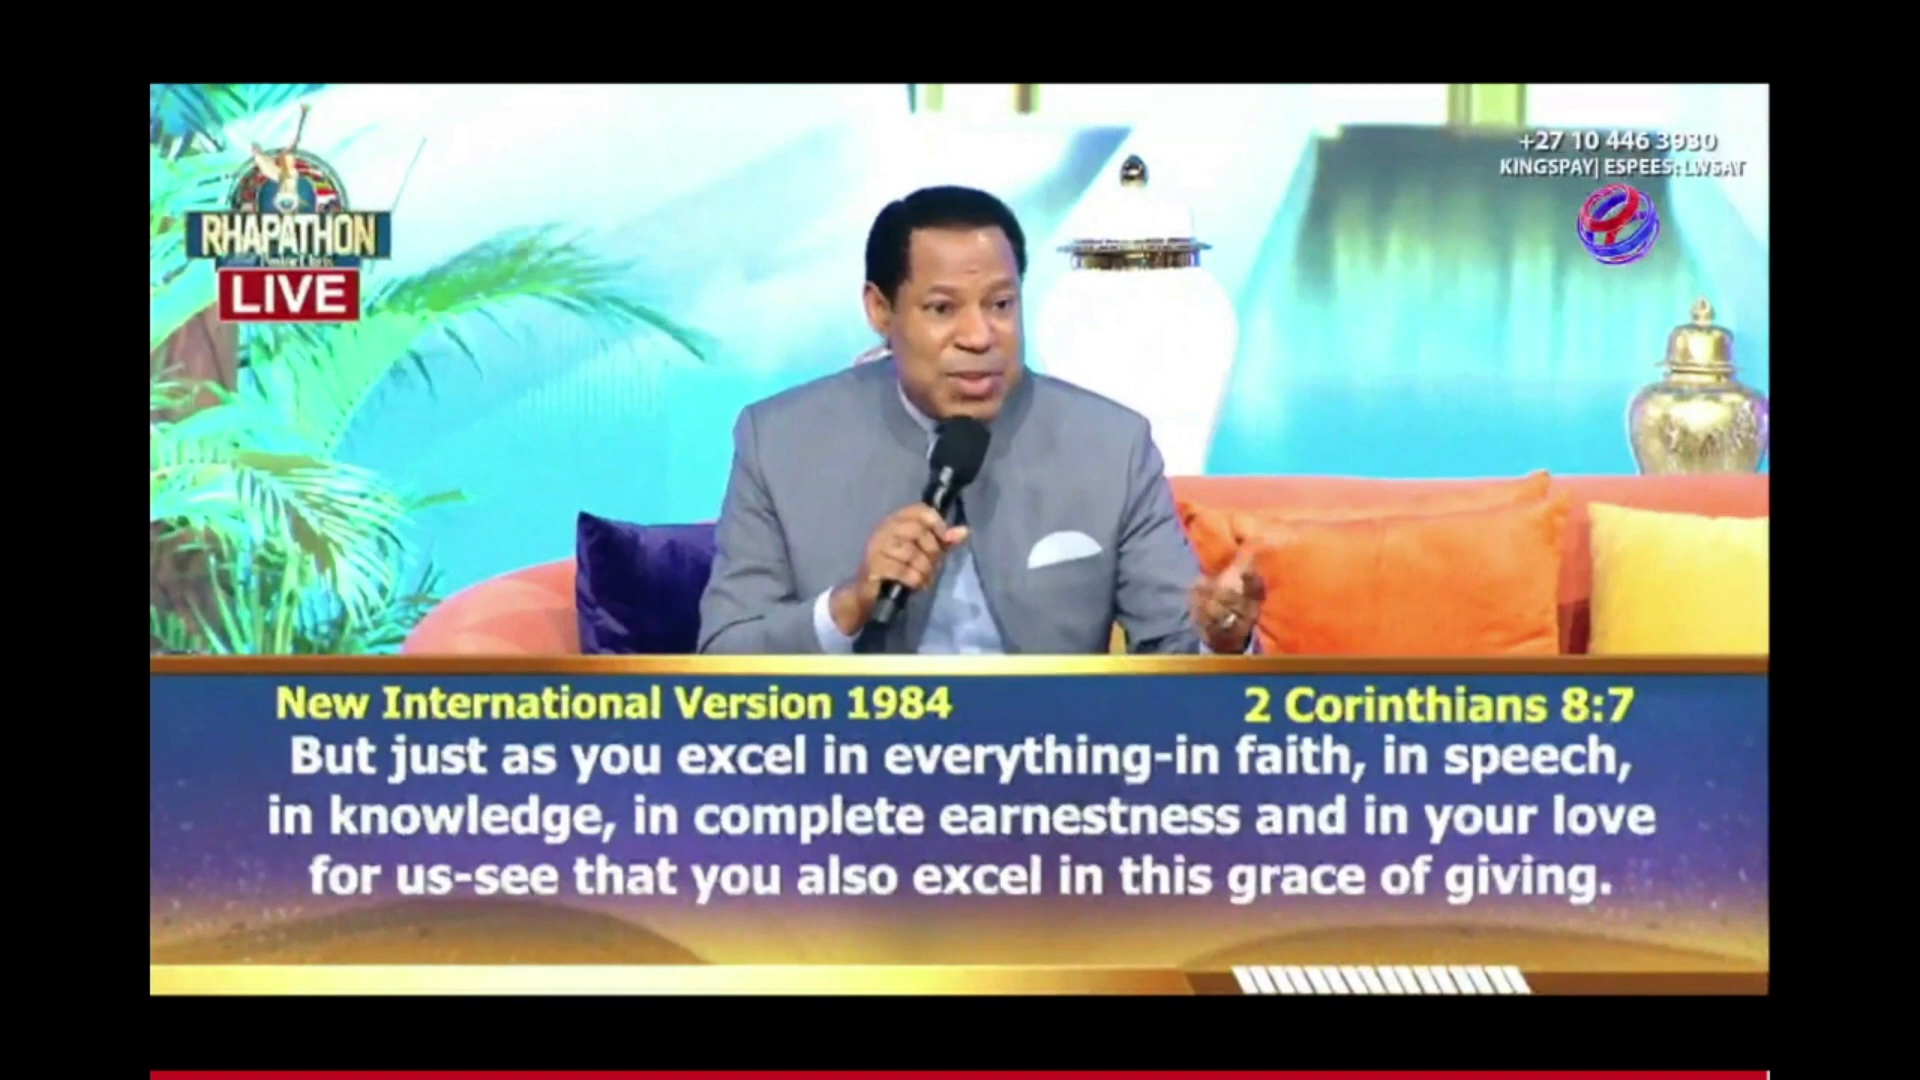 +27 10 446 3930
KINGSPAY| ESPEES: LWSAT
RHAPATHON
LIVE
New International Version 1984
2 Corinthians 8:7
But just as you excel in everything-in faith, in speech,
in knowledge, in complete earnestness and in your love
for us-see that you also excel in this grace of giving.